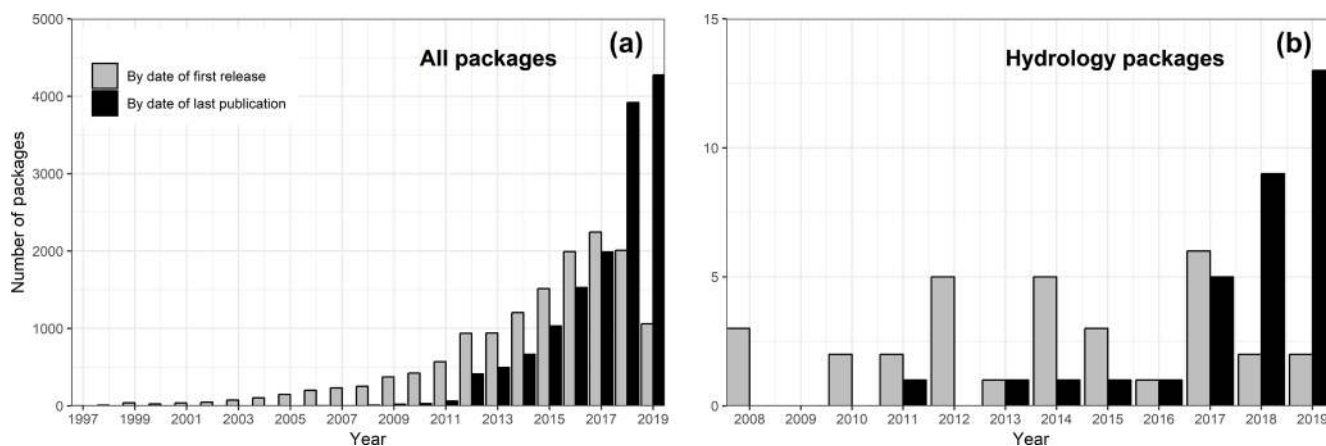 (a)
All packages
By date of first release
By date of last publication
Number of packages
5000
4000
3000
2000
1000
0
1997 1999 2001 2003 2005 2007 2009 2011 2013 2015 2017 2019
Year
(b)
Hydrology packages
15
10
5
0
2008 2009 2010 2011 2012 2013 2014 2015 2016 2017 2018 2019
Year